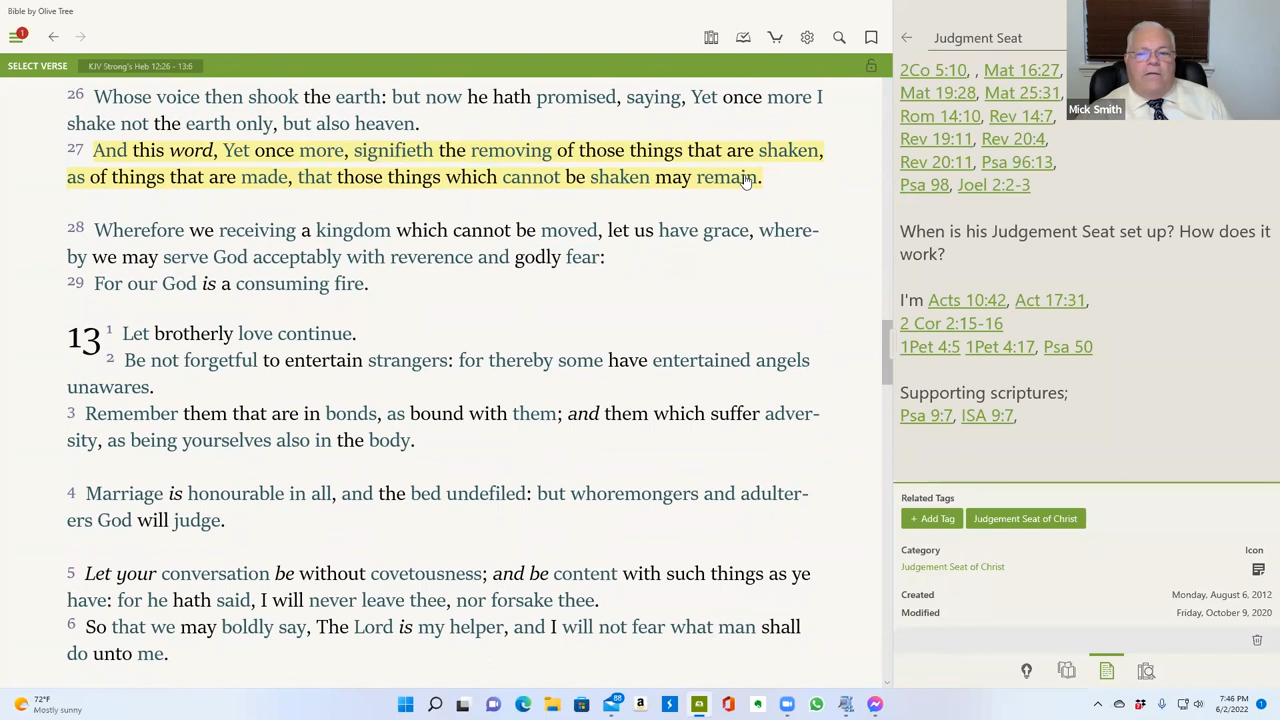 Bible by Olive Tree
1
SELECT VERSE KJV Strong's Heb 12:26 - 13:6
26 Whose voice then shook the earth: but now he hath promised, saying, Yet once more I
shake not the earth only, but also heaven.
27 And this word, Yet once more, signifieth the removing of those things that are shaken,
as of things that are made, that those things which cannot be shaken may remain.
28 Wherefore we receiving a kingdom which cannot be moved, let us have grace, where-
by we may serve God acceptably with reverence and godly fear:
29 For our God is a consuming fire.
13 1 Let brotherly love continue.
2 Be not forgetful to entertain strangers: for thereby some have entertained angels
unawares.
3 Remember them that are in bonds, as bound with them; and them which suffer adver-
sity, as being yourselves also in the body.
4 Marriage is honourable in all, and the bed undefiled: but whoremongers and adulter-
ers God will judge.
5 Let your conversation be without covetousness; and be content with such things as ye
have: for he hath said, I will never leave thee, nor forsake thee.
6 So that we may boldly say, The Lord is my helper, and I will not fear what man shall
do unto me.
Judgment Seat
2Co 5:10, , Mat 16:27,
Mat 19:28, Mat 25:31,
Rom 14:10, Rev 14:7,
Rev 19:11, Rev 20:4,
Rev 20:11, Psa 96:13,
Psa 98, Joel 2:2-3
When is his Judgement Seat set up? How does it
work?
I'm Acts 10:42, Act 17:31,
2 Cor 2:15-16
1Pet 4:5 1Pet 4:17, Psa 50
Supporting scriptures;
Psa 9:7, ISA 9:7,
Related Tags
+ Add Tag Judgement Seat of Christ
Category Icon
Judgement Seat of Christ
Created Monday, August 6, 2012
Modified Friday, October 9, 2020
Mick Smith
72°F
Mostly sunny
88
7:46 PM
6/2/2022
1